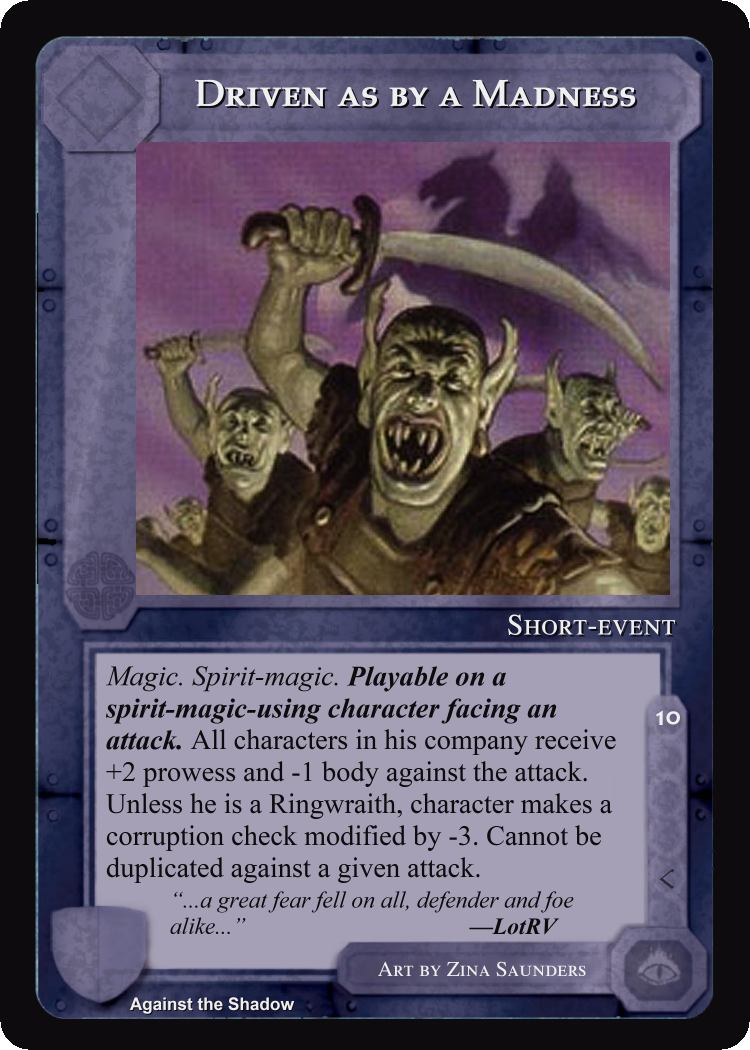 Driven as by a Madness
Short-event
Magic. Spirit-magic. Playable on a
spirit-magic-using character facing an
attack. All characters in his company receive
+2 prowess and -1 body against the attack.
Unless he is a Ringwraith, character makes a
corruption check modified by -3. Cannot be
duplicated against a given attack.
“...a great fear fell on all, defender and foe
alike...” —LotRV
10
<
Art by Zina Saunders
Against the Shadow